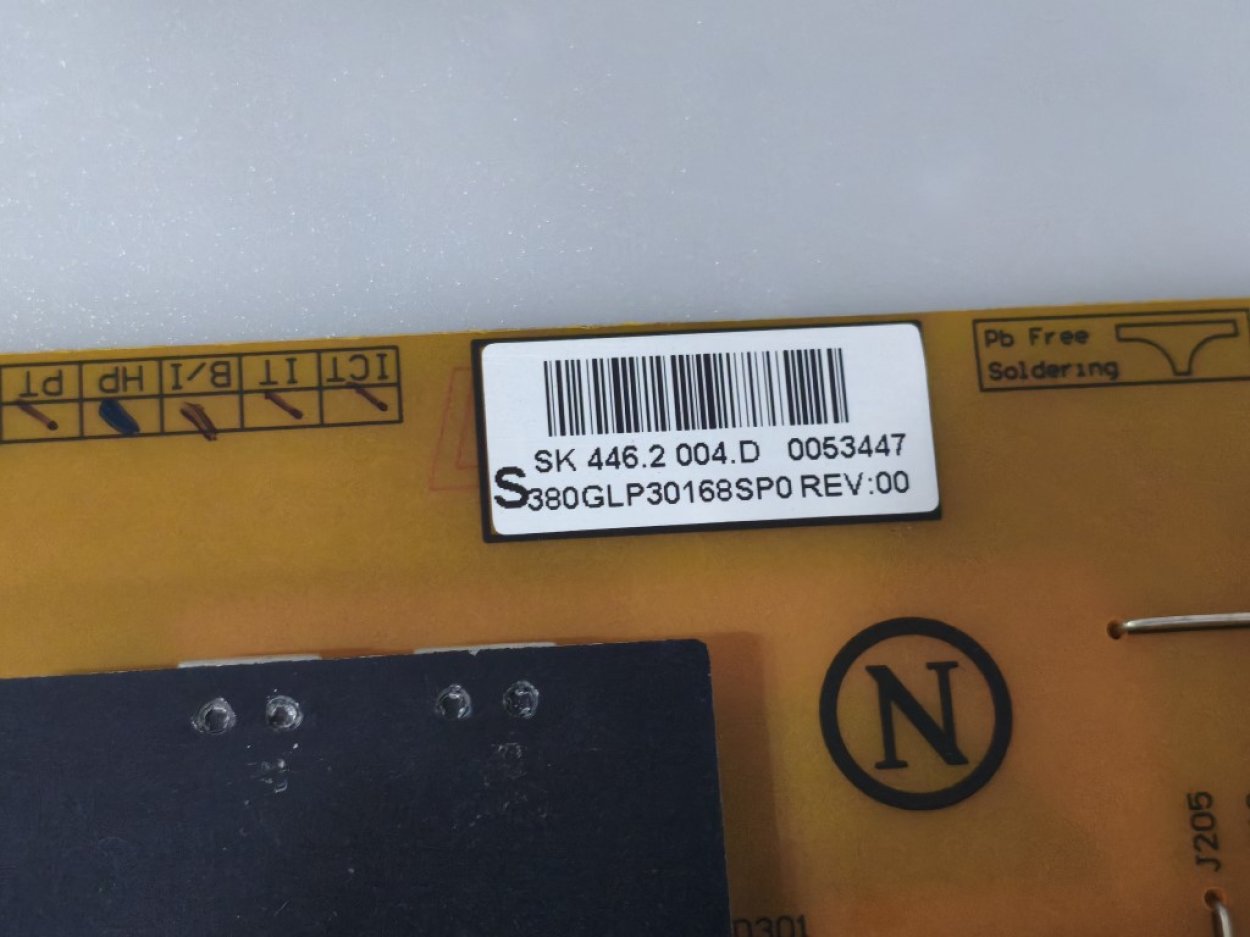 PT HP B/I IT ICT
SK 446.2 004.D 0053447
S380GLP30168SP0 REV:00
Pb Free
Soldering
N
J205
D301